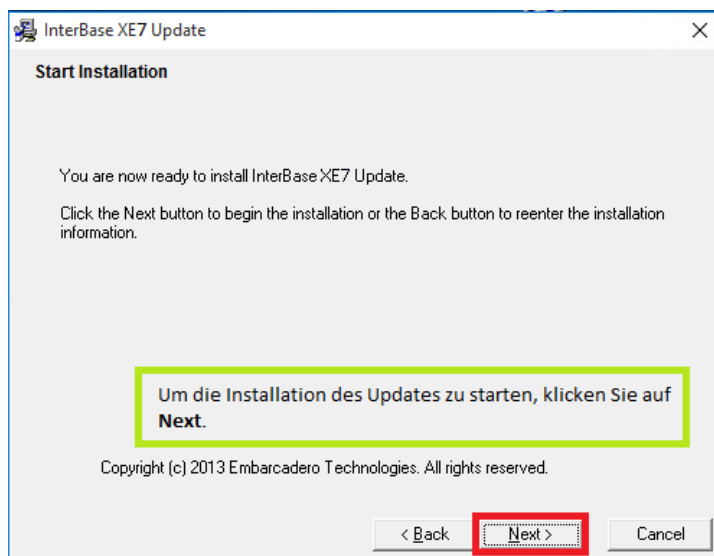 InterBase XE7 Update
Start Installation
You are now ready to install InterBase XE7 Update.
Click the Next button to begin the installation or the Back button to reenter the installation
information.
Um die Installation des Updates zu starten, klicken Sie auf
Next.
Copyright (c) 2013 Embarcadero Technologies. All rights reserved.
< Back Next > Cancel